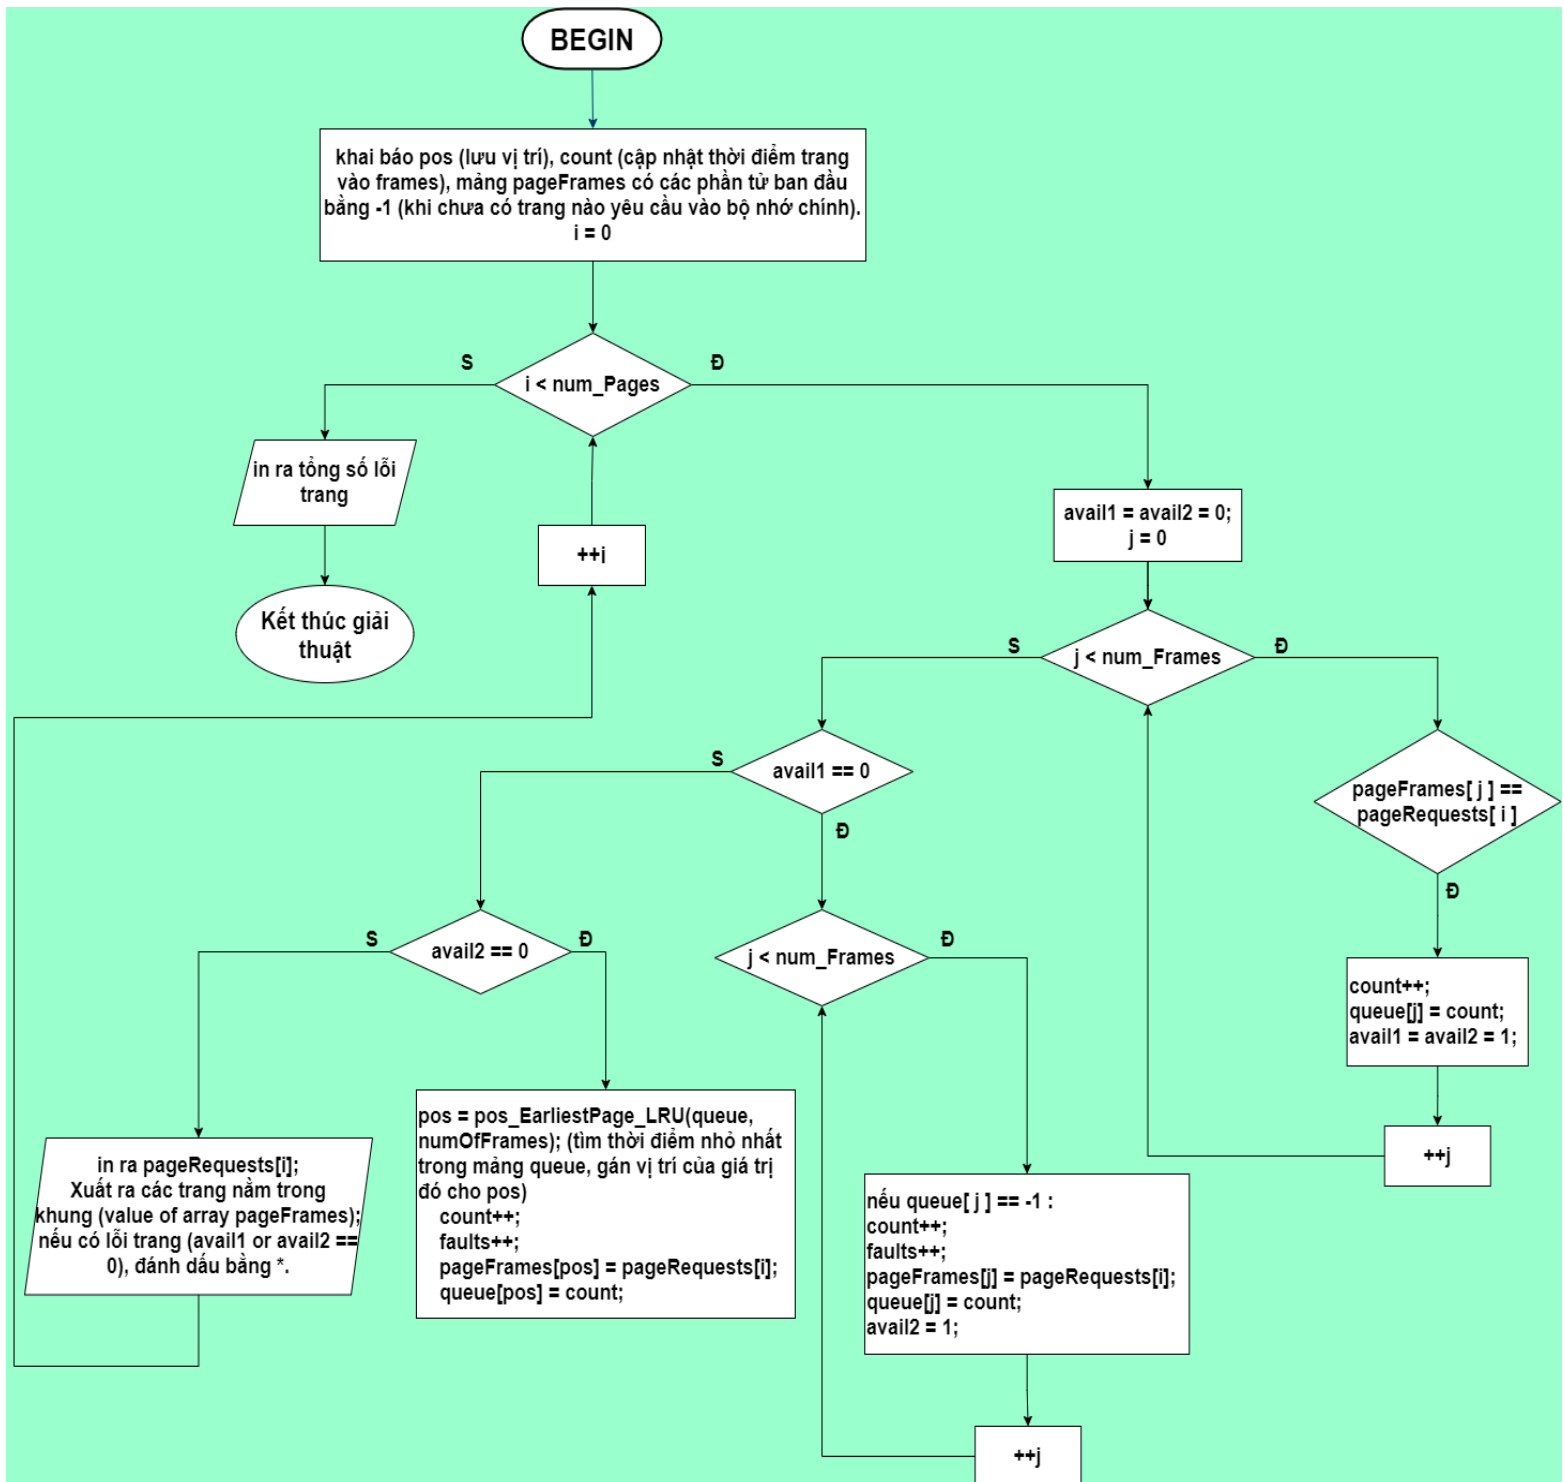 BEGIN
khai báo pos (lưu vị trí), count (cập nhật thời điểm trang
vào frames), mảng pageFrames có các phần tử ban đầu
bằng -1 (khi chưa có trang nào yêu cầu vào bộ nhớ chính).
i = 0
S
Đ
i < num_Pages
in ra tổng số lỗi
trang
++i
avail1 = avail2 = 0;
j = 0
Kết thúc giải
thuật
S
Đ
j < num_Frames
S
avail1 == 0
Đ
pageFrames[ j ] ==
pageRequests[ i ]
Đ
S
avail2 == 0
Đ
j < num_Frames
Đ
count++;
queue[j] = count;
avail1 = avail2 = 1;
++j
in ra pageRequests[i];
Xuất ra các trang nằm trong
khung (value of array pageFrames);
nếu có lỗi trang (avail1 or avail2 ==
0), đánh dấu bằng *.
pos = pos_EarliestPage_LRU(queue,
numOfFrames); (tìm thời điểm nhỏ nhất
trong mảng queue, gán vị trí của giá trị
đó cho pos)
count++;
faults++;
pageFrames[pos] = pageRequests[i];
queue[pos] = count;
nếu queue[ j ] == -1 :
count++;
faults++;
pageFrames[j] = pageRequests[i];
queue[j] = count;
avail2 = 1;
++j